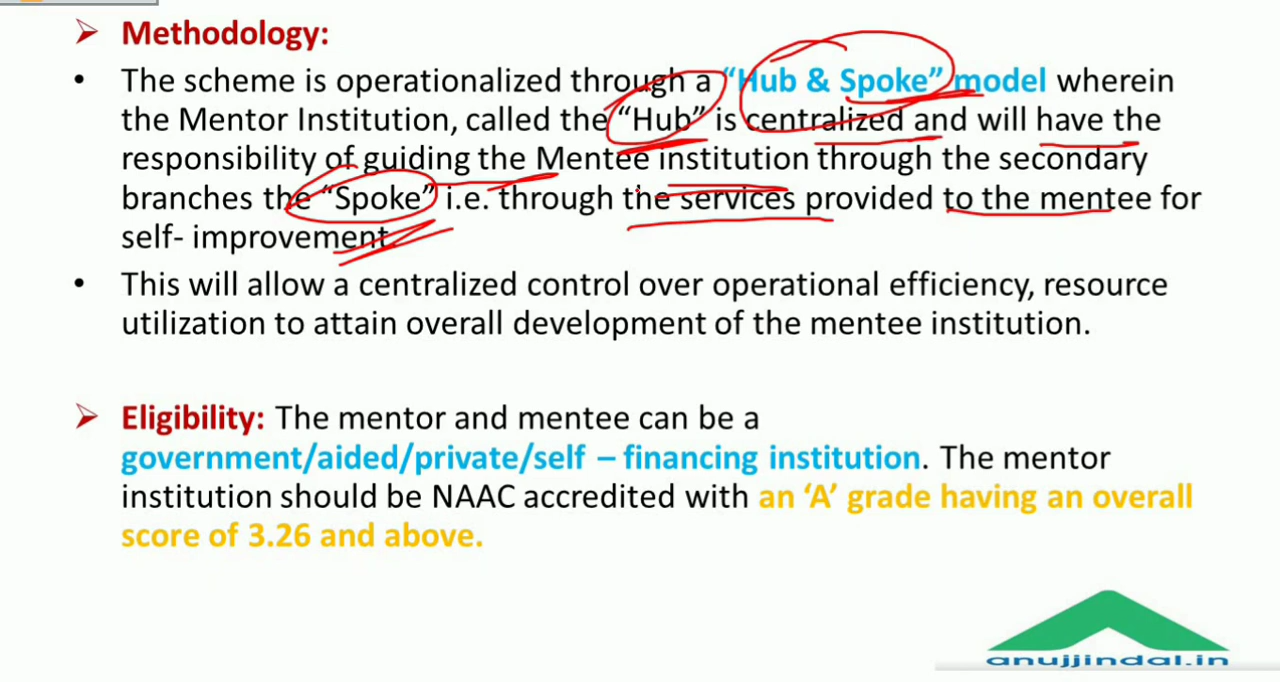 ➢ Methodology:
• The scheme is operationalized through a “Hub & Spoke” model wherein
the Mentor Institution, called the “Hub” is centralized and will have the
responsibility of guiding the Mentee institution through the secondary
branches the “Spoke” i.e. through the services provided to the mentee for
self- improvement.
• This will allow a centralized control over operational efficiency, resource
utilization to attain overall development of the mentee institution.
➢ Eligibility: The mentor and mentee can be a
government/aided/private/self – financing institution. The mentor
institution should be NAAC accredited with an ‘A’ grade having an overall
score of 3.26 and above.
anujjindal.in